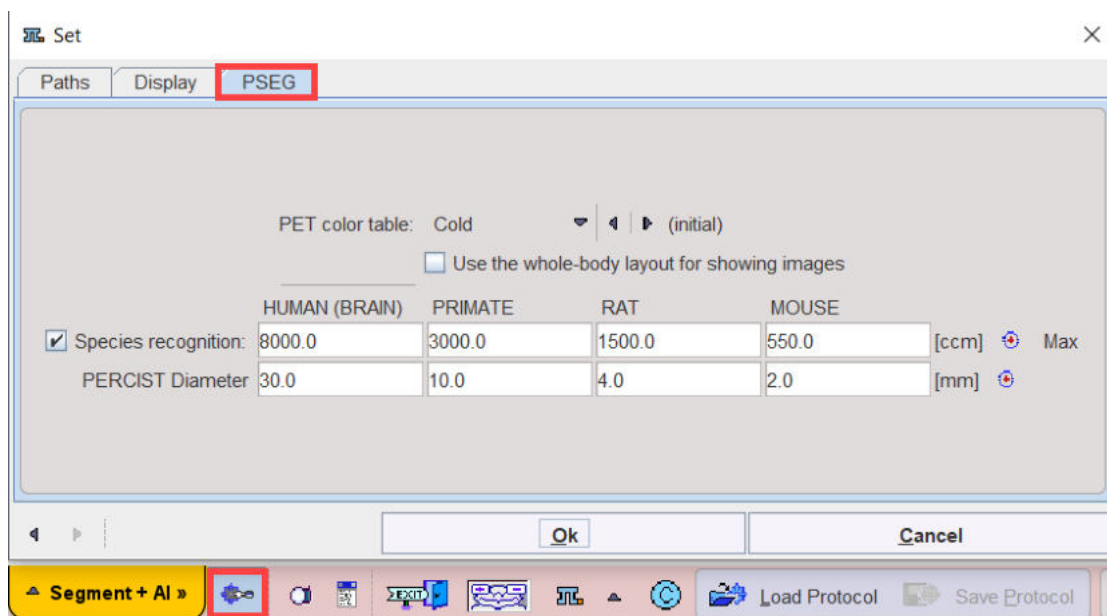 Set
Paths Display PSEG
PET color table: Cold (initial)
Use the whole-body layout for showing images
HUMAN (BRAIN) PRIMATE RAT MOUSE
Species recognition: 8000.0 3000.0 1500.0 550.0 [ccm] Max
PERCIST Diameter 30.0 10.0 4.0 2.0 [mm]
Ok Cancel
Segment + AI » EXIT © Load Protocol Save Protocol